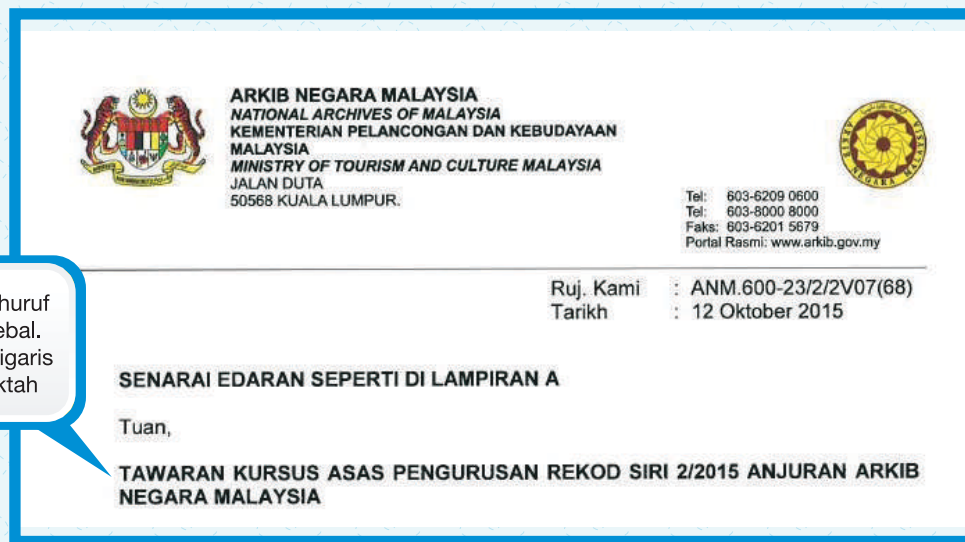 ARKIB NEGARA MALAYSIA
NATIONAL ARCHIVES OF MALAYSIA
KEMENTERIAN PELANCONGAN DAN KEBUDAYAAN
MALAYSIA
MINISTRY OF TOURISM AND CULTURE MALAYSIA
JALAN DUTA
50568 KUALA LUMPUR.
Tel: 603-6209 0600
Tel: 603-8000 8000
Faks: 603-6201 5679
Portal Rasmi: www.arkib.gov.my
Ruj. Kami : ANM.600-23/2/2V07(68)
Tarikh : 12 Oktober 2015
huruf
ebal.
igaris
ktah
SENARAI EDARAN SEPERTI DI LAMPIRAN A
Tuan,
TAWARAN KURSUS ASAS PENGURUSAN REKOD SIRI 2/2015 ANJURAN ARKIB
NEGARA MALAYSIA